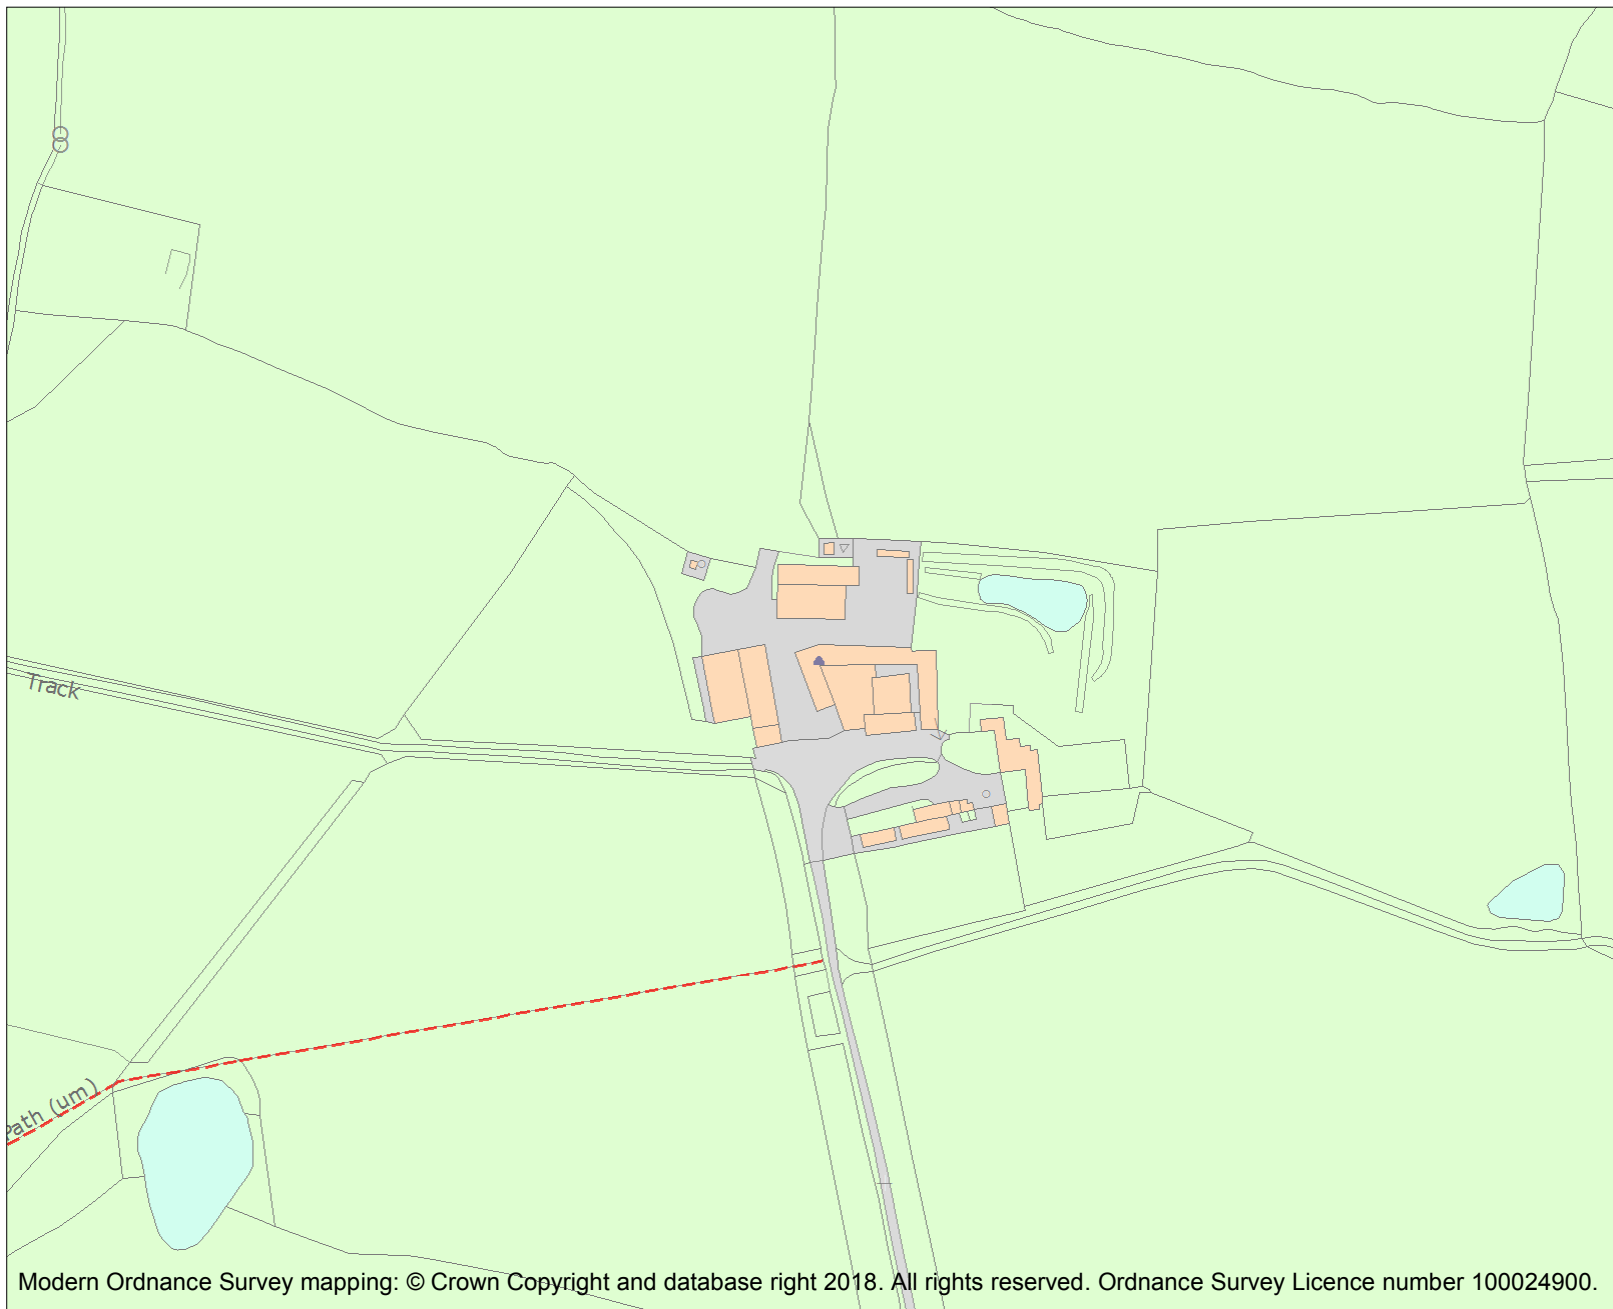 Track
Path (um)
Modern Ordnance Survey mapping: © Crown Copyright and database right 2018. All rights reserved. Ordnance Survey Licence number 100024900.